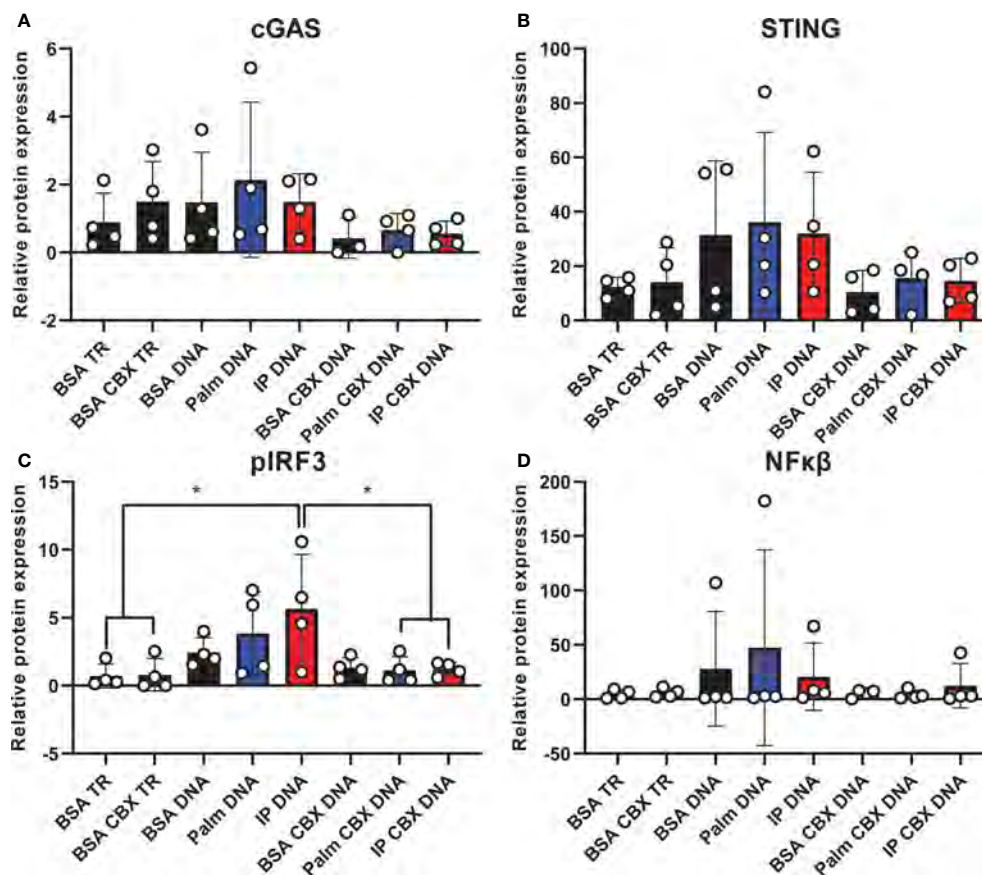 A
cGAS
Relative protein expression
6
4
2
0
-2
BSA TR
BSA CBX TR
BSA DNA
Palm DNA
IP DNA
BSA CBX DNA
Palm CBX DNA
IP CBX DNA
B
STING
Relative protein expression
100
80
60
40
20
0
BSA TR
BSA CBX TR
BSA DNA
Palm DNA
IP DNA
BSA CBX DNA
Palm CBX DNA
IP CBX DNA
C
pIRF3
Relative protein expression
15
10
5
0
-5
*
*
BSA TR
BSA CBX TR
BSA DNA
Palm DNA
IP DNA
BSA CBX DNA
Palm CBX DNA
IP CBX DNA
D
NFκβ
Relative protein expression
200
150
100
50
0
-50
BSA TR
BSA CBX TR
BSA DNA
Palm DNA
IP DNA
BSA CBX DNA
Palm CBX DNA
IP CBX DNA